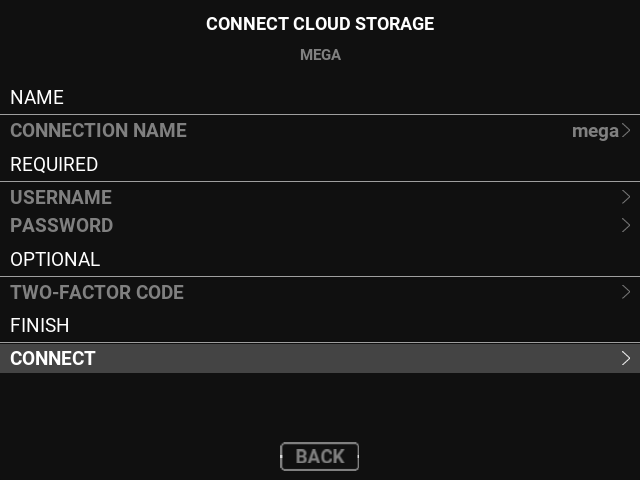 CONNECT CLOUD STORAGE
MEGA
NAME
CONNECTION NAME mega
REQUIRED
USERNAME
PASSWORD
OPTIONAL
TWO-FACTOR CODE
FINISH
CONNECT
BACK